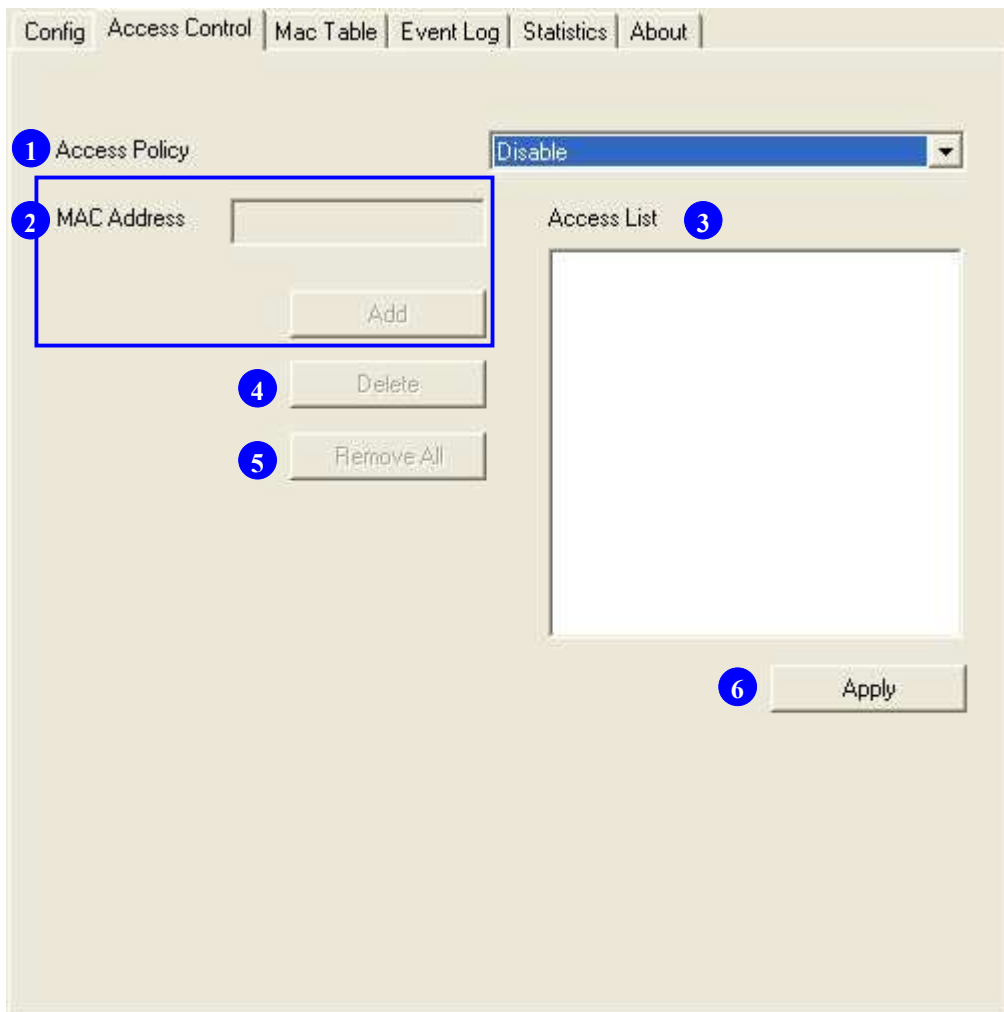 Config Access Control Mac Table Event Log Statistics About
1 Access Policy Disable
2 MAC Address
Access List 3
Add
4 Delete
5 Remove All
6 Apply